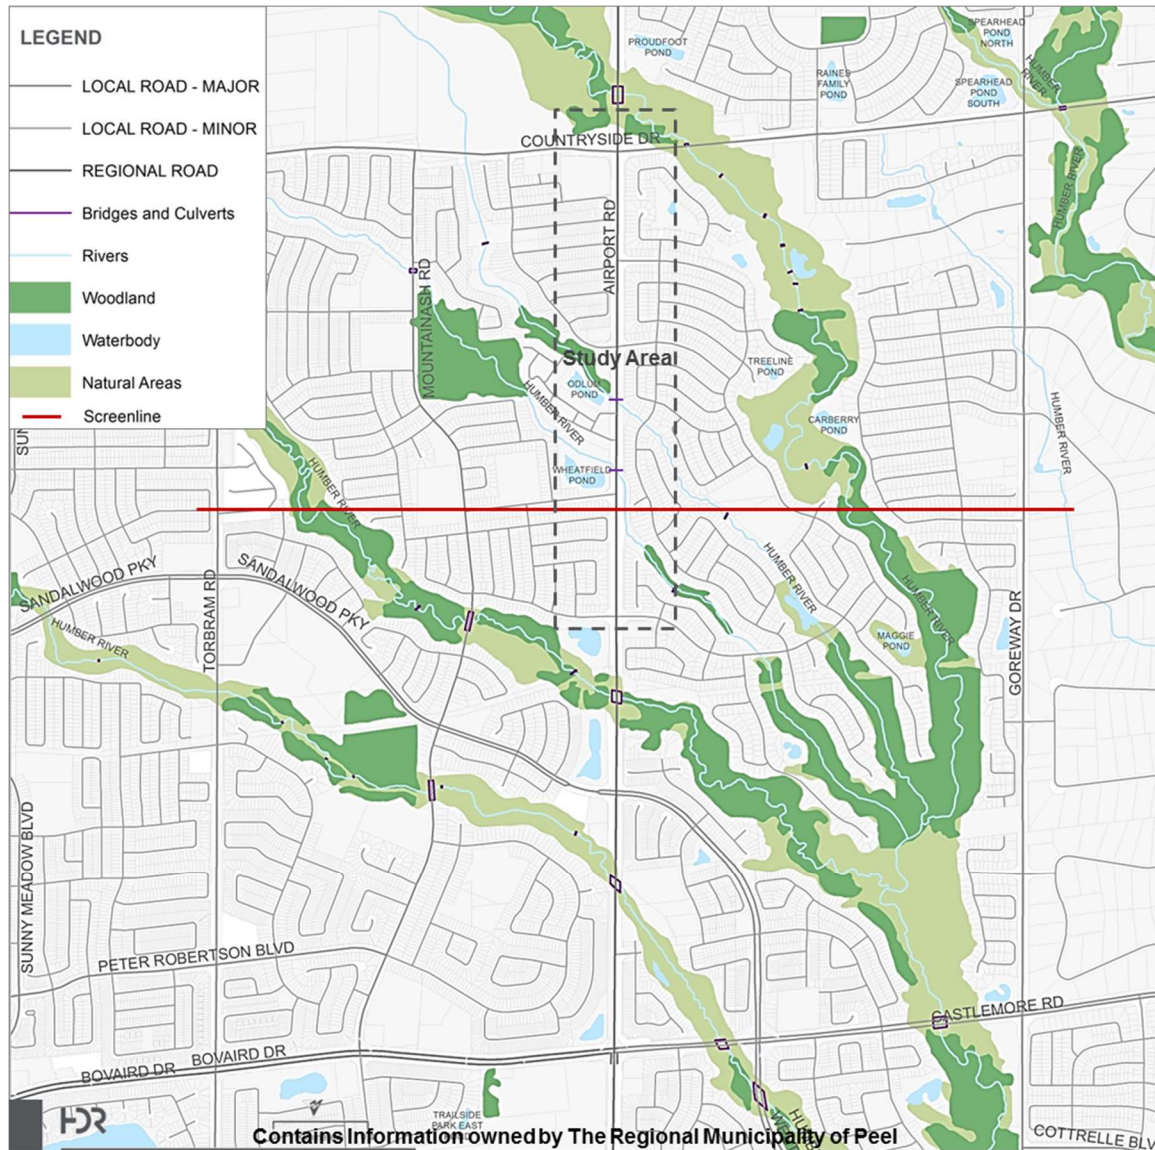 LEGEND
LOCAL ROAD - MAJOR
LOCAL ROAD - MINOR
REGIONAL ROAD
Bridges and Culverts
Rivers
Woodland
Waterbody
Natural Areas
Screenline
PROUDFOOT
POND
SPEARHEAD
POND
NORTH
RAINES
FAMILY
POND
SPEARHEAD
POND
SOUTH
HUMBER
RIVER
COUNTRYSIDE DR
HUMBER RIVER
AIRPORT RD
MOUNTAINASH RD
Study Area
ODLUM
POND
TREELINE
POND
HUMBER RIVER
CARBERRY
POND
HUMBER RIVER
WHEATFIELD
POND
HUMBER RIVER
SANDALWOOD PKY
SANDALWOOD PKY
TORBRAM RD
HUMBER RIVER
HUMBER RIVER
HUMBER RIVER
MAGGIE
POND
GOREWAY DR
SUNNY MEADOW BLVD
PETER ROBERTSON BLVD
CASTLEMORE RD
BOVAIRD DR
BOVAIRD DR
HDR
TRAILSIDE
PARK EAST
Contains Information owned by The Regional Municipality of Peel
COTTRELLE BLV